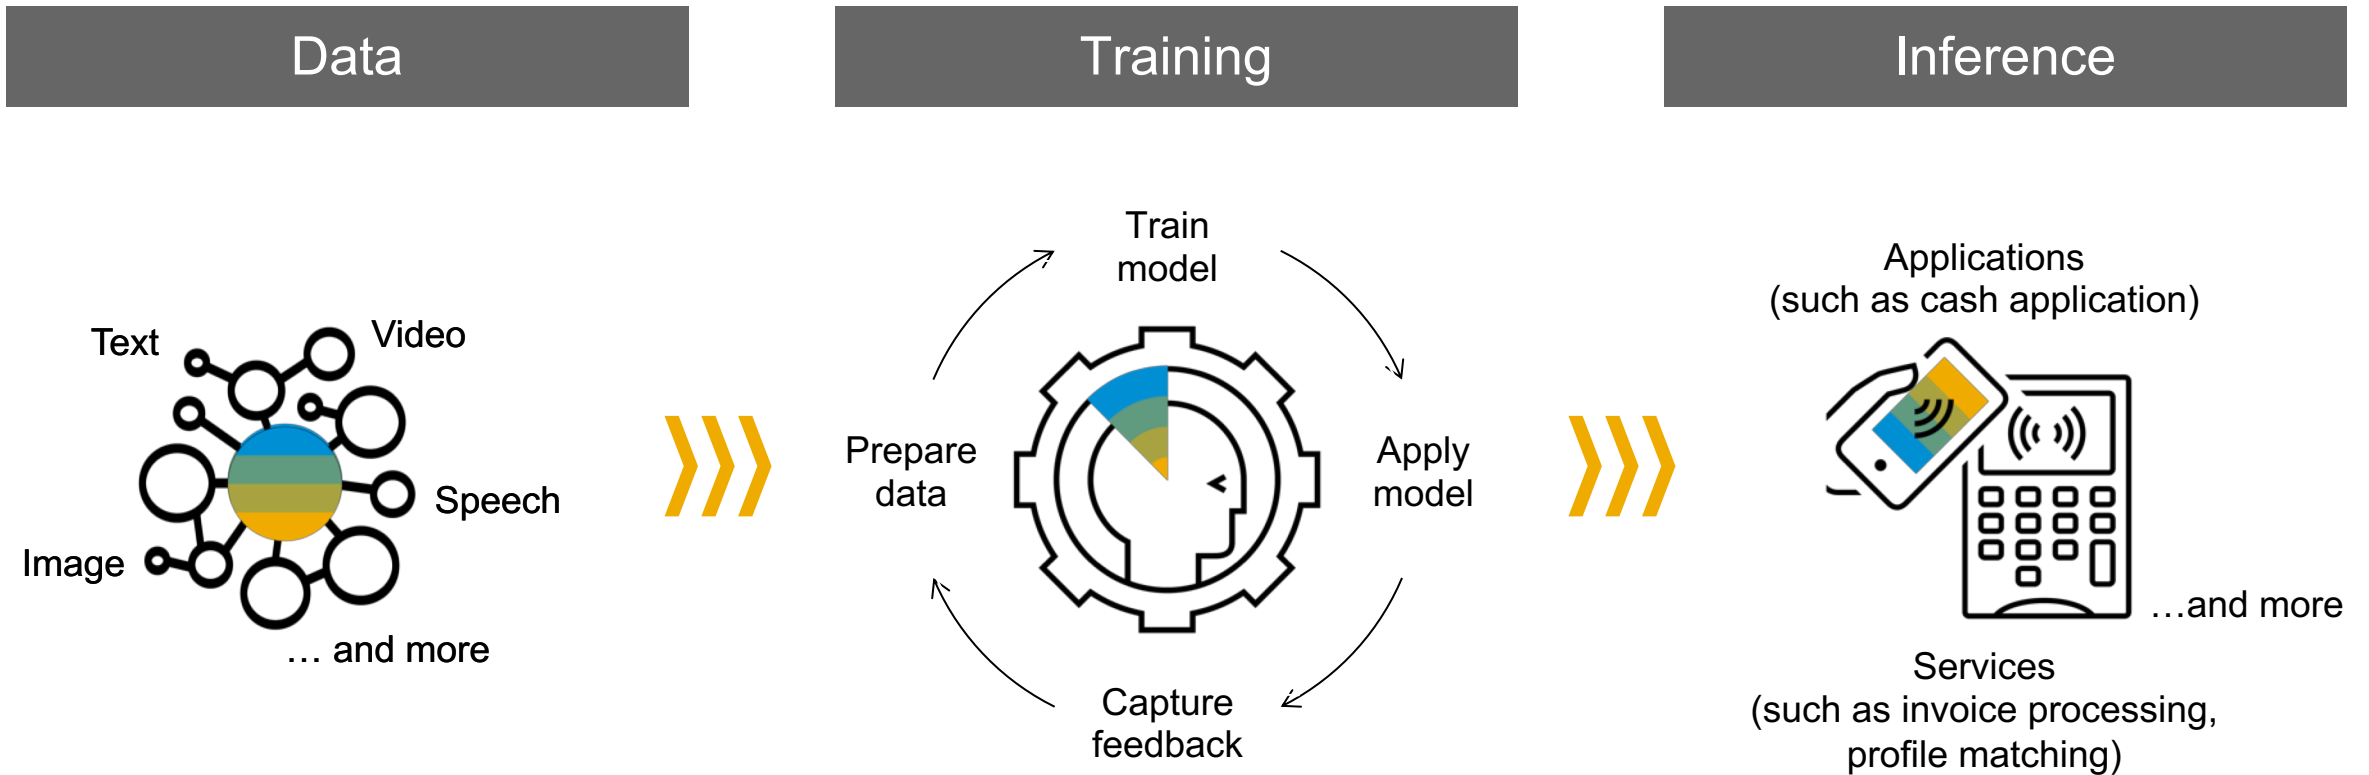 Data
Training
Inference
Text
Video
Speech
Image
… and more
Train
model
Prepare
data
Apply
model
Capture
feedback
Applications
(such as cash application)
…and more
Services
(such as invoice processing,
profile matching)